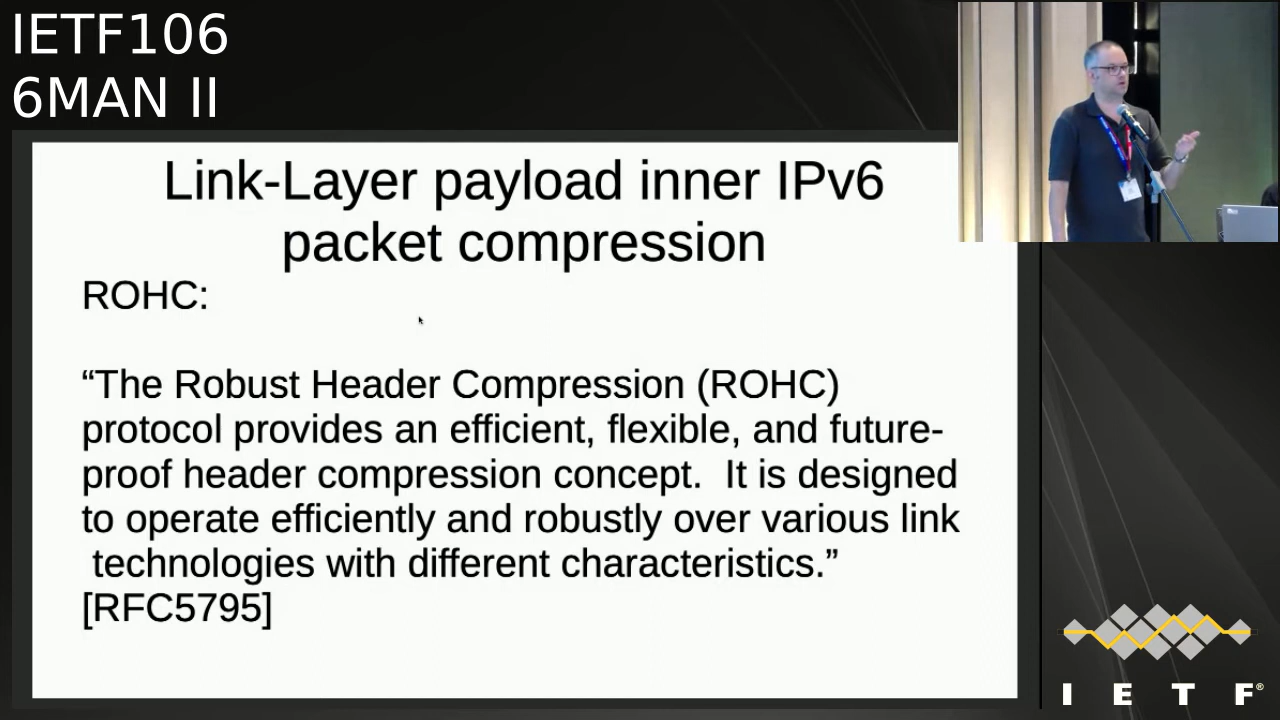 IETF106
6MAN II
Link-Layer payload inner IPv6
packet compression
ROHC:
“The Robust Header Compression (ROHC)
protocol provides an efficient, flexible, and future-
proof header compression concept.  It is designed
to operate efficiently and robustly over various link
technologies with different characteristics.”
[RFC5795]
I E T F®